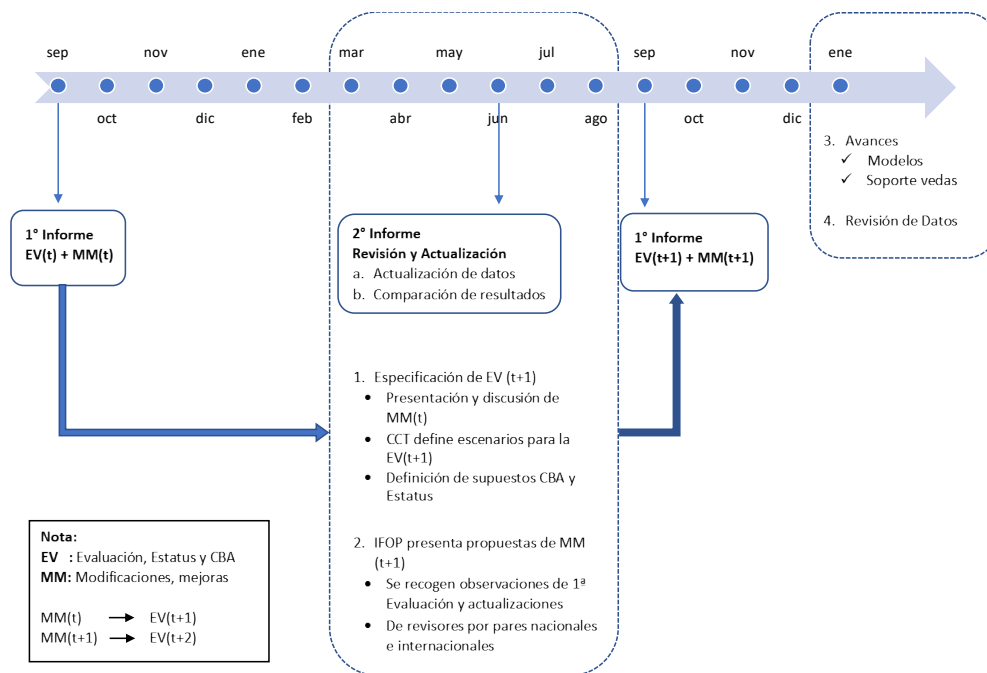 sep nov ene mar may jul sep nov ene
oct dic feb abr jun ago oct dic
3. Avances
✓ Modelos
✓ Soporte vedas
4. Revisión de Datos
1° Informe
EV(t) + MM(t)
2° Informe
Revisión y Actualización
a. Actualización de datos
b. Comparación de resultados
1° Informe
EV(t+1) + MM(t+1)
1. Especificación de EV (t+1)
• Presentación y discusión de
MM(t)
• CCT define escenarios para la
EV(t+1)
• Definición de supuestos CBA y
Estatus
2. IFOP presenta propuestas de MM
(t+1)
• Se recogen observaciones de 1ª
Evaluación y actualizaciones
• De revisores por pares nacionales
e internacionales
Nota:
EV : Evaluación, Estatus y CBA
MM: Modificaciones, mejoras
MM(t) → EV(t+1)
MM(t+1) → EV(t+2)